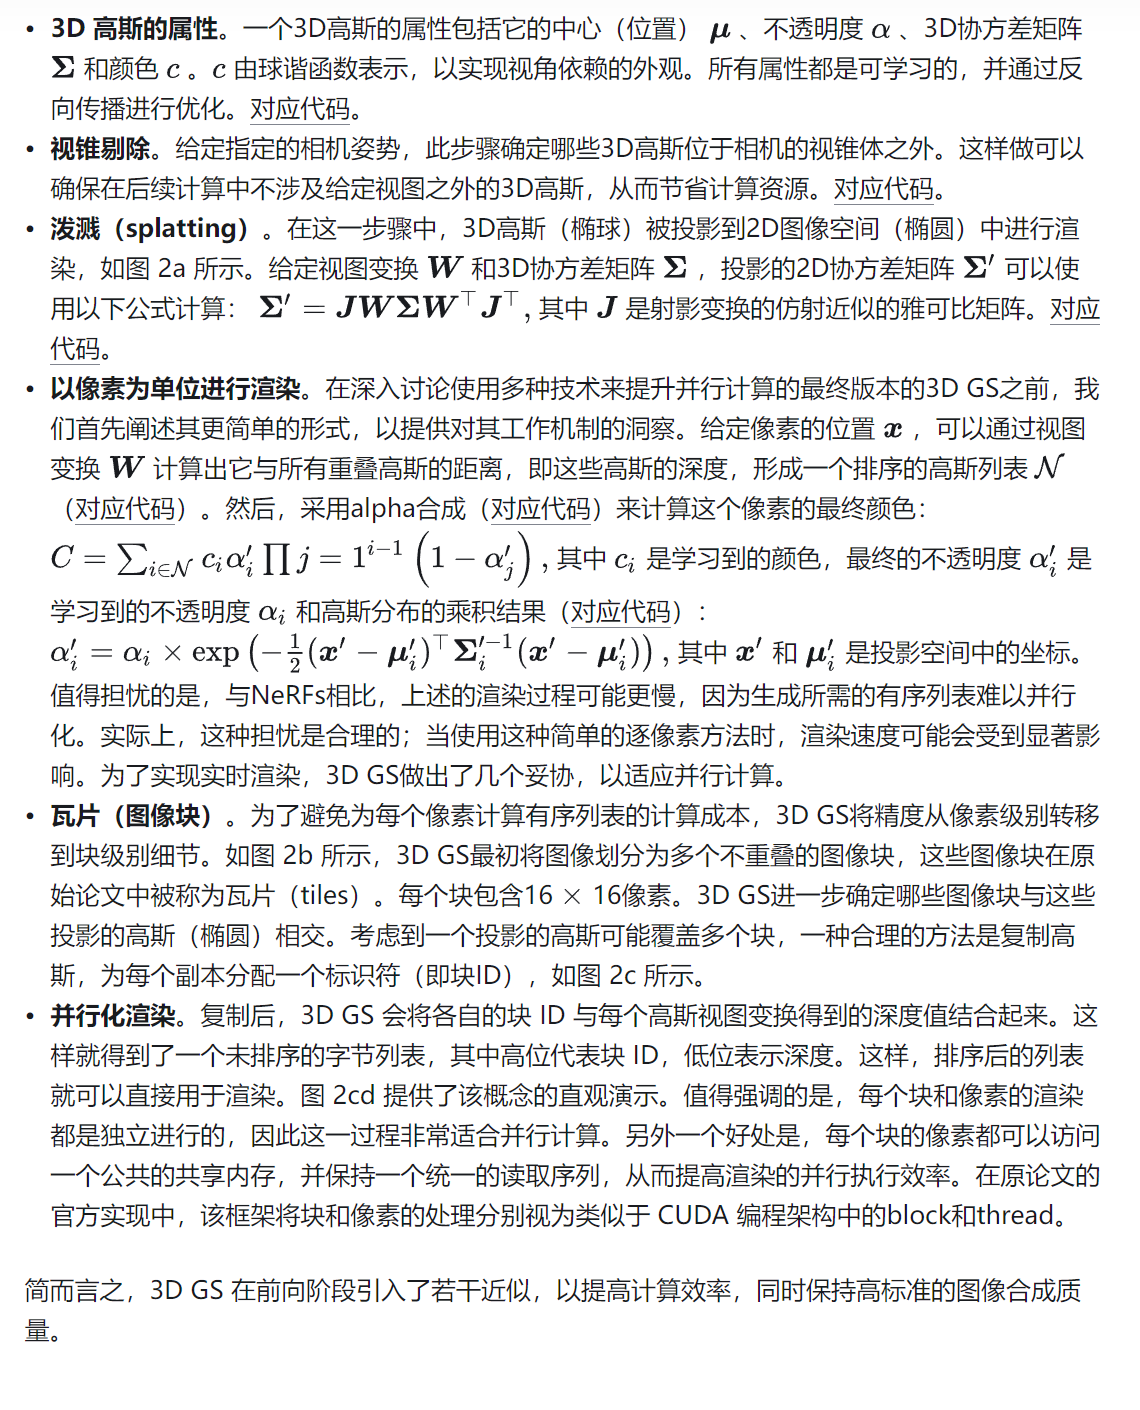 • 3D 高斯的属性。一个3D高斯的属性包括它的中心（位置） μ 、不透明度 α 、3D协方差矩阵
Σ 和颜色 c 。c 由球谐函数表示，以实现视角依赖的外观。所有属性都是可学习的，并通过反
向传播进行优化。对应代码。
• 视锥剔除。给定指定的相机姿势，此步骤确定哪些3D高斯位于相机的视锥体之外。这样做可以
确保在后续计算中不涉及给定视图之外的3D高斯，从而节省计算资源。对应代码。
• 泼溅（splatting）。在这一步骤中，3D高斯（椭球）被投影到2D图像空间（椭圆）中进行渲
染，如图 2a 所示。给定视图变换 W 和3D协方差矩阵 Σ ，投影的2D协方差矩阵 Σ′ 可以使
用以下公式计算： Σ′ = JWΣW⊤J⊤, 其中 J 是射影变换的仿射近似的雅可比矩阵。对应
代码。
• 以像素为单位进行渲染。在深入讨论使用多种技术来提升并行计算的最终版本的3D GS之前，我
们首先阐述其更简单的形式，以提供对其工作机制的洞察。给定像素的位置 x ，可以通过视图
变换 W 计算出它与所有重叠高斯的距离，即这些高斯的深度，形成一个排序的高斯列表 𝒩
（对应代码）。然后，采用alpha合成（对应代码）来计算这个像素的最终颜色：
C = ∑_{i∈𝒩} c_i α′_i ∏ j = 1^{i−1} (1 − α′_j) , 其中 c_i 是学习到的颜色，最终的不透明度 α′_i 是
学习到的不透明度 α_i 和高斯分布的乘积结果（对应代码）：
α′_i = α_i × exp (−1/2 (x′ − μ′_i)⊤ Σ′_i^{−1} (x′ − μ′_i)) , 其中 x′ 和 μ′_i 是投影空间中的坐标。
值得担忧的是，与NeRFs相比，上述的渲染过程可能更慢，因为生成所需的有序列表难以并行
化。实际上，这种担忧是合理的；当使用这种简单的逐像素方法时，渲染速度可能会受到显著影
响。为了实现实时渲染，3D GS做出了几个妥协，以适应并行计算。
• 瓦片（图像块）。为了避免为每个像素计算有序列表的计算成本，3D GS将精度从像素级别转移
到块级别细节。如图 2b 所示，3D GS最初将图像划分为多个不重叠的图像块，这些图像块在原
始论文中被称为瓦片（tiles）。每个块包含16 × 16像素。3D GS进一步确定哪些图像块与这些
投影的高斯（椭圆）相交。考虑到一个投影的高斯可能覆盖多个块，一种合理的方法是复制高
斯，为每个副本分配一个标识符（即块ID），如图 2c 所示。
• 并行化渲染。复制后，3D GS 会将各自的块 ID 与每个高斯视图变换得到的深度值结合起来。这
样就得到了一个未排序的字节列表，其中高位代表块 ID，低位表示深度。这样，排序后的列表
就可以直接用于渲染。图 2cd 提供了该概念的直观演示。值得强调的是，每个块和像素的渲染
都是独立进行的，因此这一过程非常适合并行计算。另外一个好处是，每个块的像素都可以访问
一个公共的共享内存，并保持一个统一的读取序列，从而提高渲染的并行执行效率。在原论文的
官方实现中，该框架将块和像素的处理分别视为类似于 CUDA 编程架构中的block和thread。
简而言之，3D GS 在前向阶段引入了若干近似，以提高计算效率，同时保持高标准的图像合成质
量。